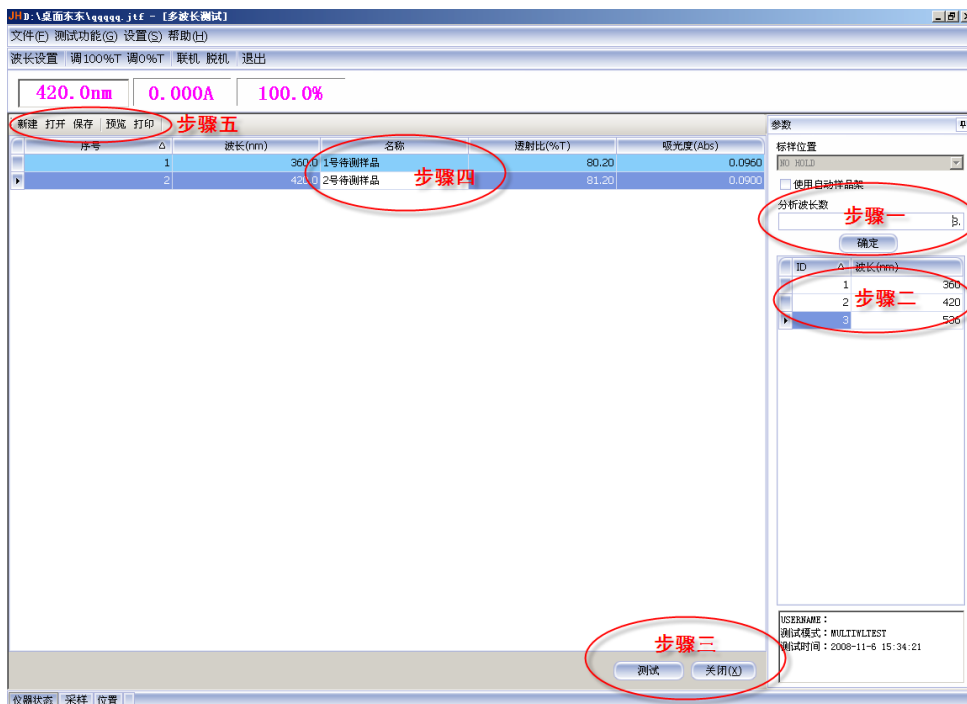 JH D:\桌面东东\qqqqq.jtf - [多波长测试]
文件(F) 测试功能(G) 设置(S) 帮助(H)
波长设置 调100%T 调0%T 联机 脱机 退出
420.0nm 0.000A 100.0%
新建 打开 保存 预览 打印 步骤五
序号 波长(nm) 名称 透射比(%T) 吸光度(Abs)
1 360.0 1号待测样品 80.20 0.0960
2 420.0 2号待测样品 81.20 0.0900
步骤四
参数
标样位置
NO HOLD
使用自动样品架
分析波长数
步骤一
3.
确定
ID 波长(nm)
1 360
2 420
步骤二
3 536
USERNAME：
测试模式：MULTIWLTEST
测试时间：2008-11-6 15:34:21
步骤三
测试 关闭(X)
仪器状态 采样 位置